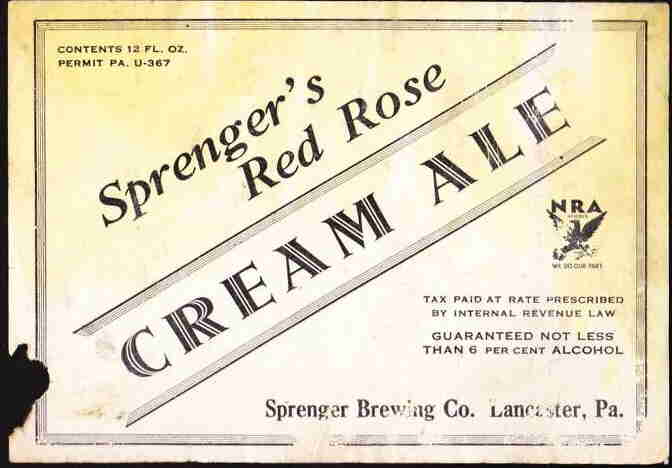 CONTENTS 12 FL. OZ.
PERMIT PA. U-367
Sprenger's
Red Rose
CREAM ALE
NRA
MEMBER
WE DO OUR PART
TAX PAID AT RATE PRESCRIBED
BY INTERNAL REVENUE LAW
GUARANTEED NOT LESS
THAN 6 PER CENT ALCOHOL
Sprenger Brewing Co. Lancaster, Pa.